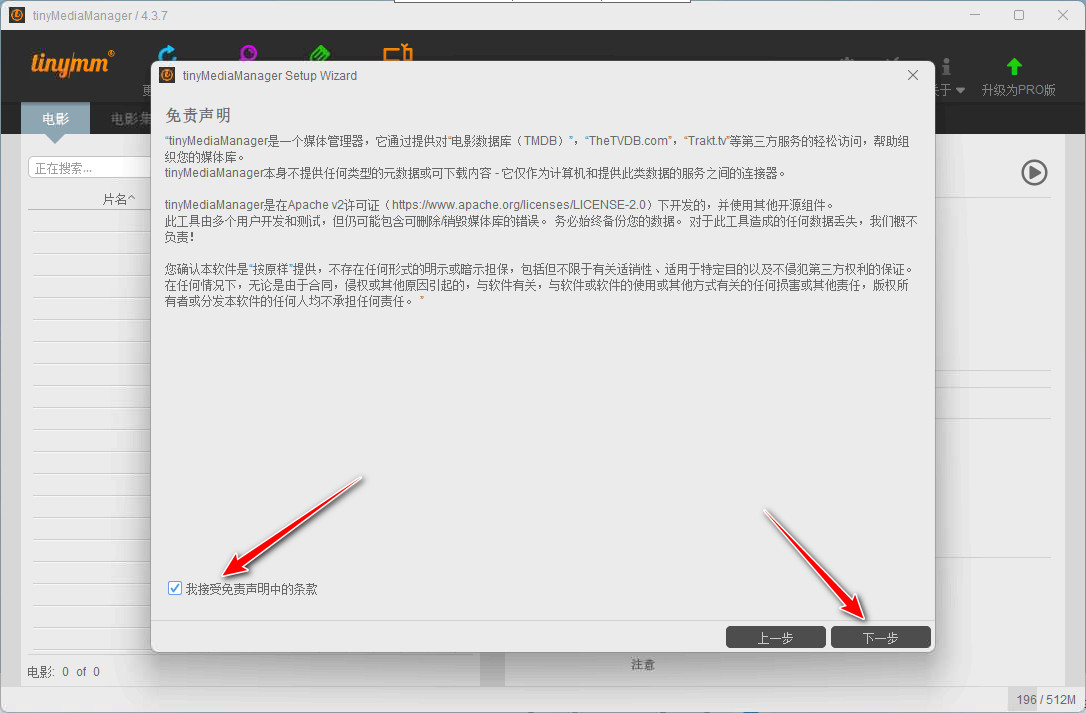 tinyMediaManager / 4.3.7
tinymm®
升级为PRO版
电影
电影集
正在搜索...
片名^
tinyMediaManager Setup Wizard
免责声明
“tinyMediaManager是一个媒体管理器，它通过提供对“电影数据库（TMDB）”，“TheTVDB.com”，“Trakt.tv”等第三方服务的轻松访问，帮助组
织您的媒体库。
tinyMediaManager本身不提供任何类型的元数据或可下载内容 - 它仅作为计算机和提供此类数据的服务之间的连接器。
tinyMediaManager是在Apache v2许可证（https://www.apache.org/licenses/LICENSE-2.0）下开发的，并使用其他开源组件。
此工具由多个用户开发和测试，但仍可能包含可删除/销毁媒体库的错误。 务必始终备份您的数据。 对于此工具造成的任何数据丢失，我们概不
负责！
您确认本软件是“按原样”提供，不存在任何形式的明示或暗示担保，包括但不限于有关适销性、适用于特定目的以及不侵犯第三方权利的保证。
在任何情况下，无论是由于合同，侵权或其他原因引起的，与软件有关，与软件或软件的使用或其他方式有关的任何损害或其他责任，版权所
有者或分发本软件的任何人均不承担任何责任。 ”
我接受免责声明中的条款
上一步
下一步
电影: 0 of 0
注意
196 / 512M